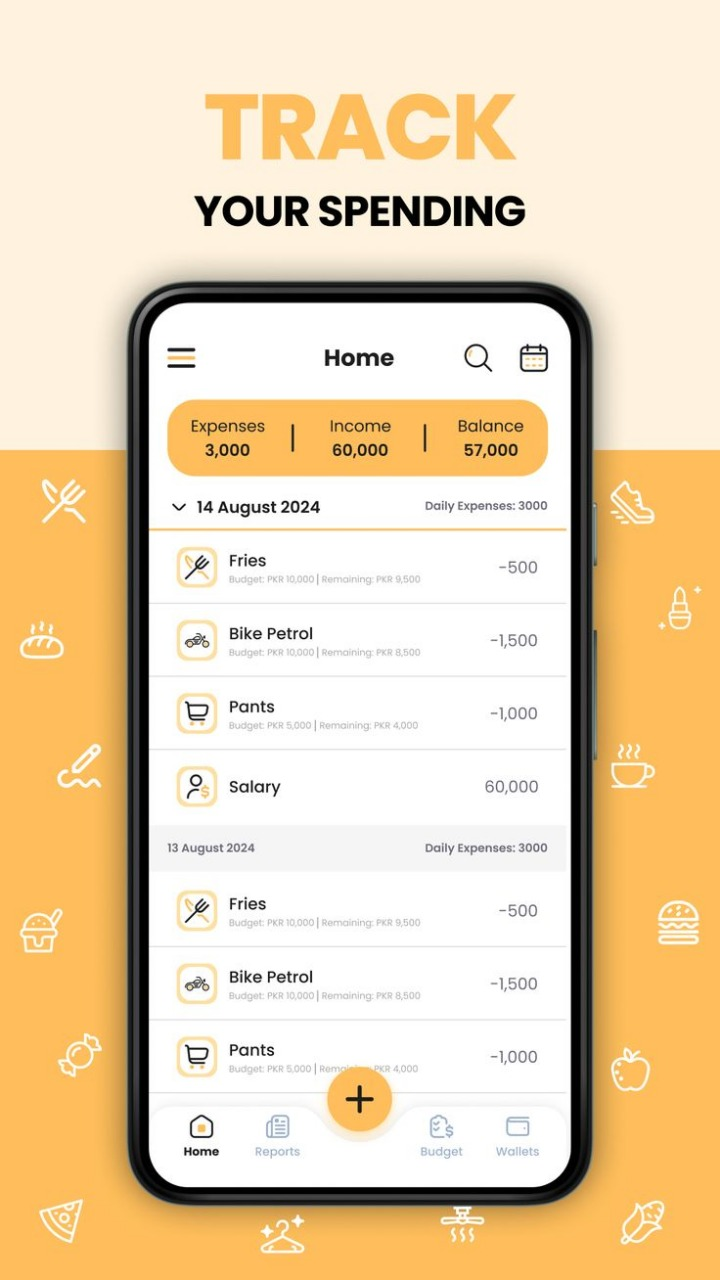 TRACK
YOUR SPENDING
Home
Expenses Income Balance
3,000 60,000 57,000
14 August 2024 Daily Expenses: 3000
Fries -500
Budget: PKR 10,000 | Remaining: PKR 9,500
Bike Petrol -1,500
Budget: PKR 10,000 | Remaining: PKR 8,500
Pants -1,000
Budget: PKR 5,000 | Remaining: PKR 4,000
Salary 60,000
13 August 2024 Daily Expenses: 3000
Fries -500
Budget: PKR 10,000 | Remaining: PKR 9,500
Bike Petrol -1,500
Budget: PKR 10,000 | Remaining: PKR 8,500
Pants -1,000
Budget: PKR 5,000 | PKR 4,000
Home Reports Budget Wallets